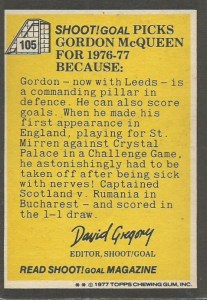 105
SHOOT!GOAL PICKS
GORDON McQUEEN
FOR 1976-77
BECAUSE:
Gordon – now with Leeds – is
a commanding pillar in
defence. He can also score
goals. When he made his
first appearance in
England, playing for St.
Mirren against Crystal
Palace in a Challenge Game,
he astonishingly had to be
taken off after being sick
with nerves! Captained
Scotland v. Rumania in
Bucharest – and scored in
the 1–1 draw.
David Gregory
EDITOR, SHOOT!GOAL
READ SHOOT!GOAL MAGAZINE
** © 1977 TOPPS CHEWING GUM, INC.